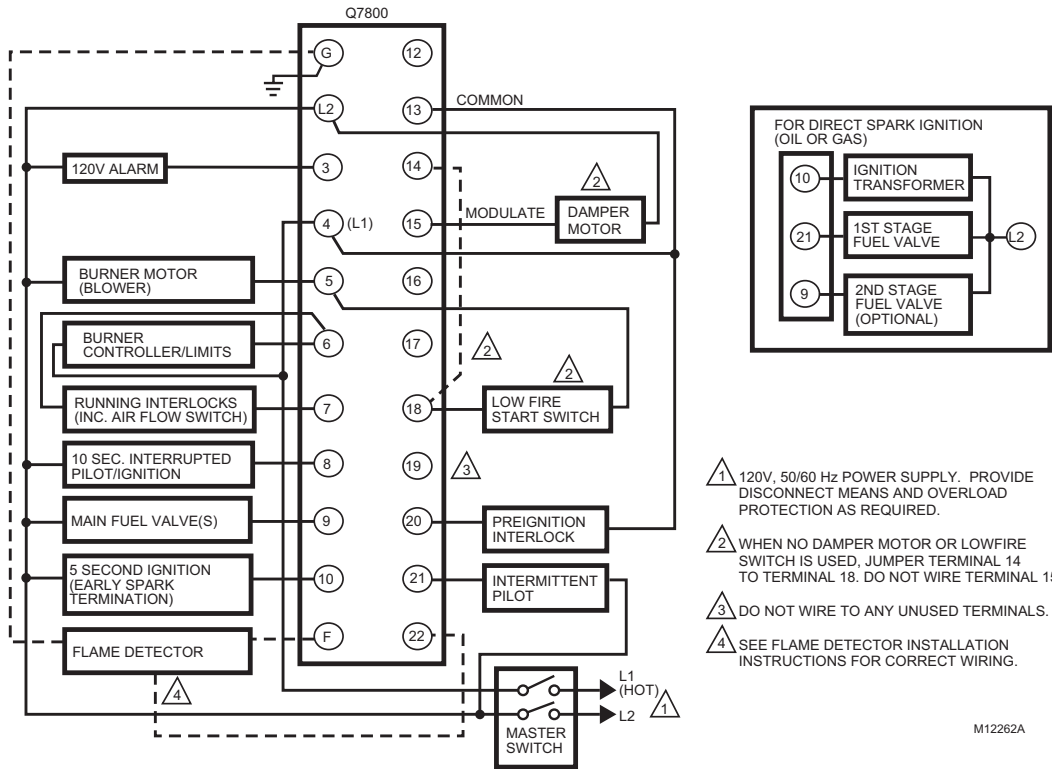 Q7800
G
12
L2
13
COMMON
120V ALARM
3
14
2
4
(L1)
15
MODULATE
DAMPER
MOTOR
BURNER MOTOR
(BLOWER)
5
16
BURNER
CONTROLLER/LIMITS
6
17
2
2
RUNNING INTERLOCKS
(INC. AIR FLOW SWITCH)
7
18
LOW FIRE
START SWITCH
10 SEC. INTERRUPTED
PILOT/IGNITION
8
19
3
MAIN FUEL VALVE(S)
9
20
PREIGNITION
INTERLOCK
5 SECOND IGNITION
(EARLY SPARK
TERMINATION)
10
21
INTERMITTENT
PILOT
FLAME DETECTOR
F
22
4
L1
(HOT)
L2
1
MASTER
SWITCH
FOR DIRECT SPARK IGNITION
(OIL OR GAS)
10
IGNITION
TRANSFORMER
21
1ST STAGE
FUEL VALVE
L2
9
2ND STAGE
FUEL VALVE
(OPTIONAL)
1 120V, 50/60 Hz POWER SUPPLY. PROVIDE
DISCONNECT MEANS AND OVERLOAD
PROTECTION AS REQUIRED.
2 WHEN NO DAMPER MOTOR OR LOWFIRE
SWITCH IS USED, JUMPER TERMINAL 14
TO TERMINAL 18. DO NOT WIRE TERMINAL 15
3 DO NOT WIRE TO ANY UNUSED TERMINALS.
4 SEE FLAME DETECTOR INSTALLATION
INSTRUCTIONS FOR CORRECT WIRING.
M12262A